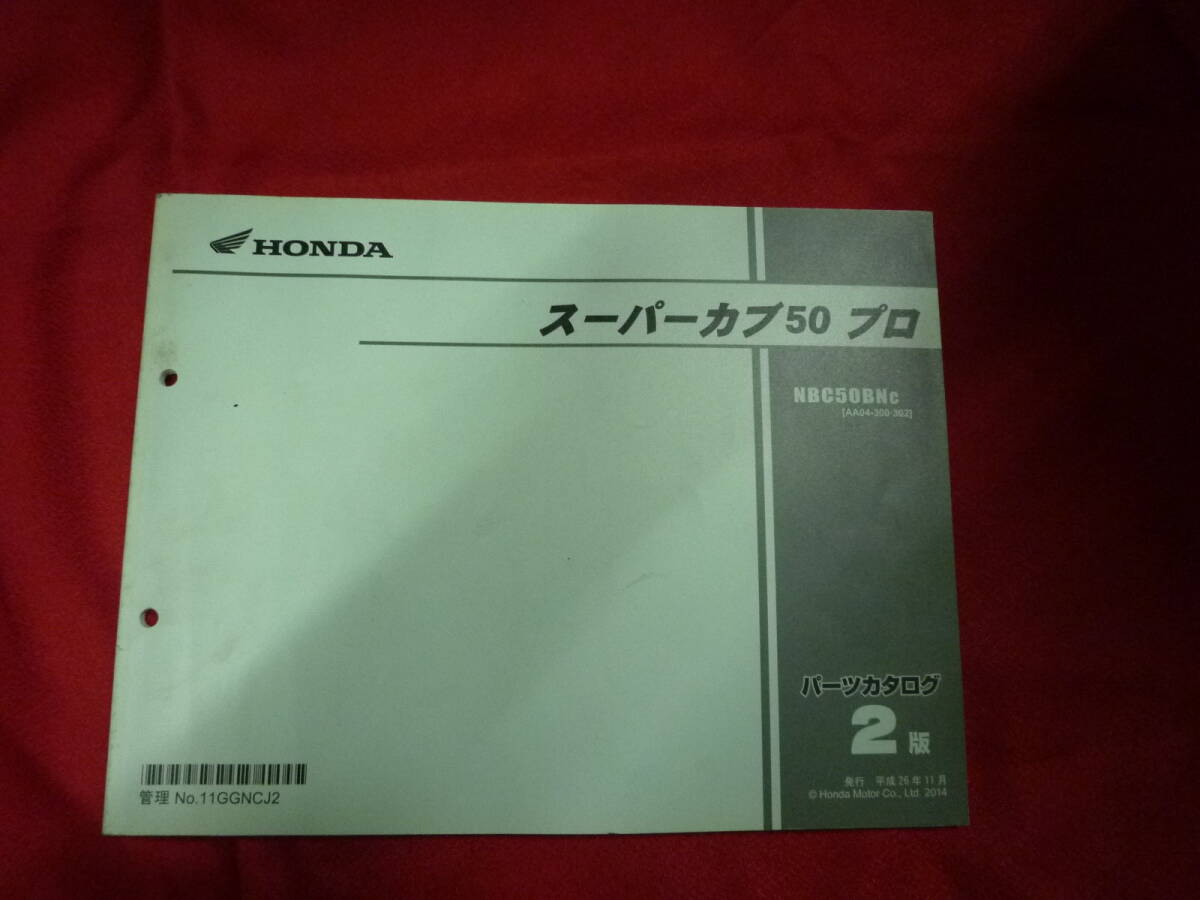 HONDA
スーパーカブ50 プロ
NBC50BNC
[AA04-300・302]
パーツカタログ
2版
発行 平成26年11月
© Honda Motor Co., Ltd. 2014
管理 No.11GGNCJ2